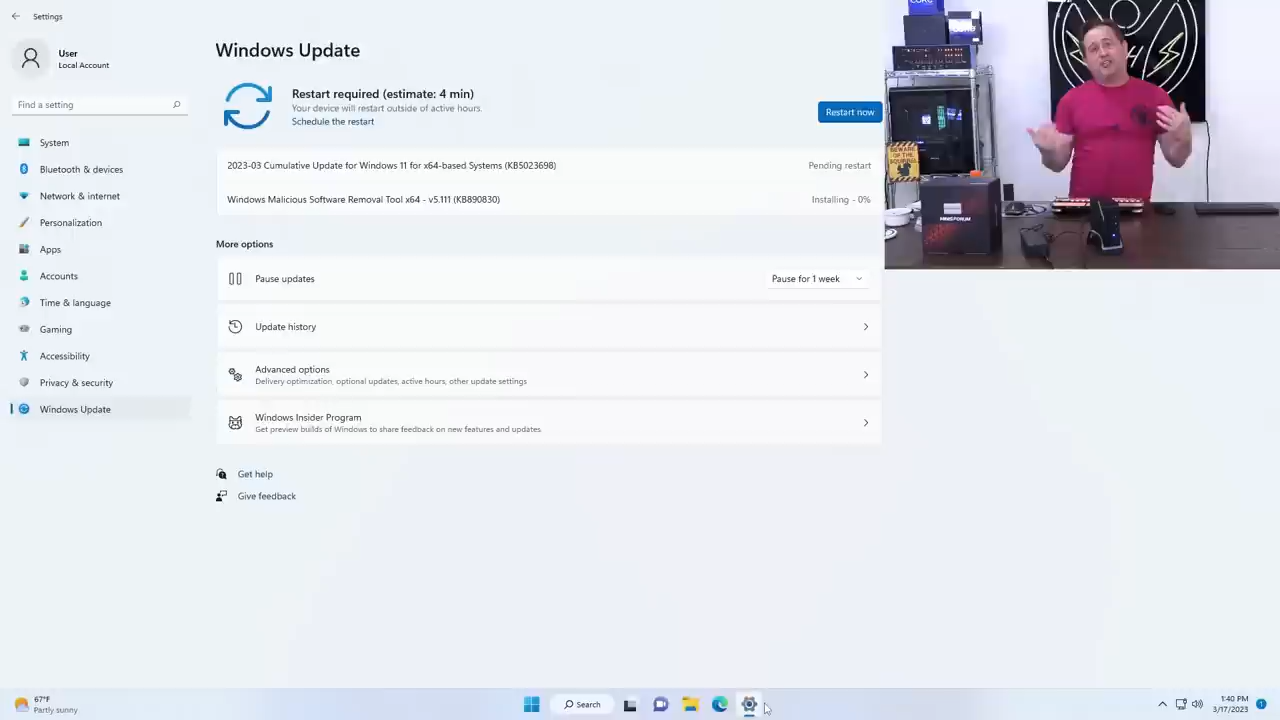 Settings
User
Local Account
Find a setting
System
Bluetooth & devices
Network & internet
Personalization
Apps
Accounts
Time & language
Gaming
Accessibility
Privacy & security
Windows Update
Windows Update
Restart required (estimate: 4 min)
Your device will restart outside of active hours.
Schedule the restart
Restart now
2023-03 Cumulative Update for Windows 11 for x64-based Systems (KB5023698)
Pending restart
Windows Malicious Software Removal Tool x64 - v5.111 (KB890830)
Installing - 0%
More options
Pause updates
Pause for 1 week
Update history
Advanced options
Delivery optimization, optional updates, active hours, other update settings
Windows Insider Program
Get preview builds of Windows to share feedback on new features and updates.
Get help
Give feedback
CORE
BEWARE
OF THE
MINISFORUM
67°F
Partly sunny
Search
1:40 PM
3/17/2023
1